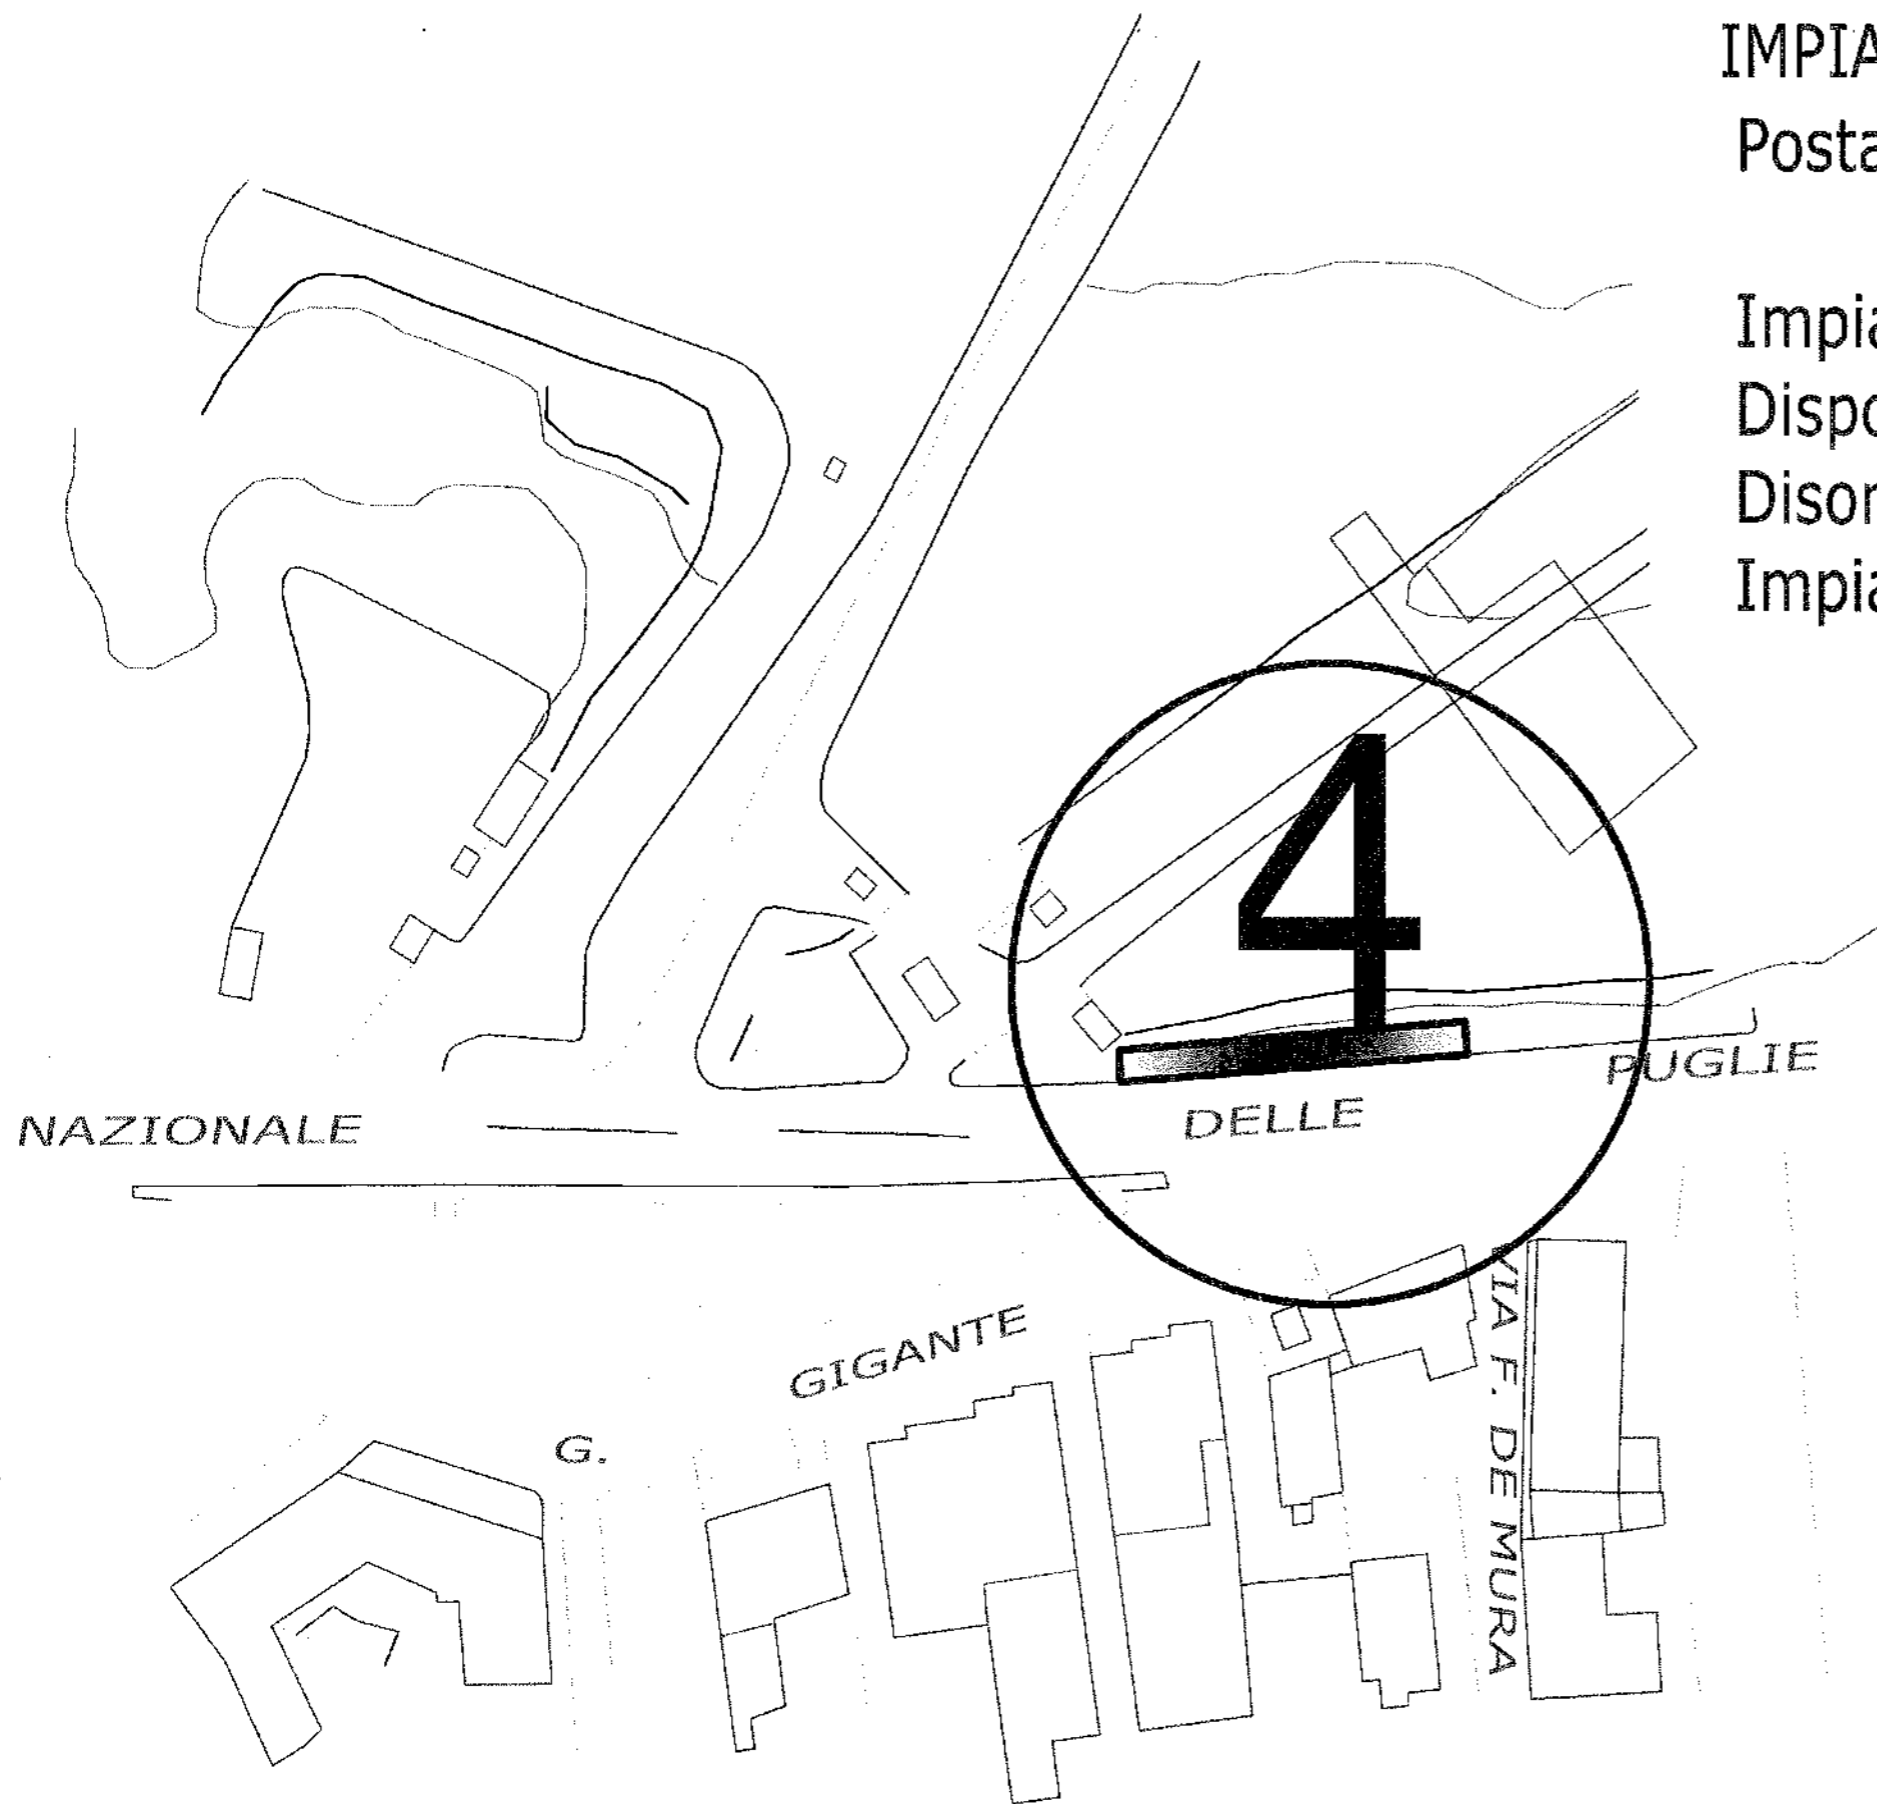 IMPIA
Posta
Impia
Dispo
Disor
Impia
4
NAZIONALE
DELLE
PUGLIE
G.
GIGANTE
VIA F. DE MURA